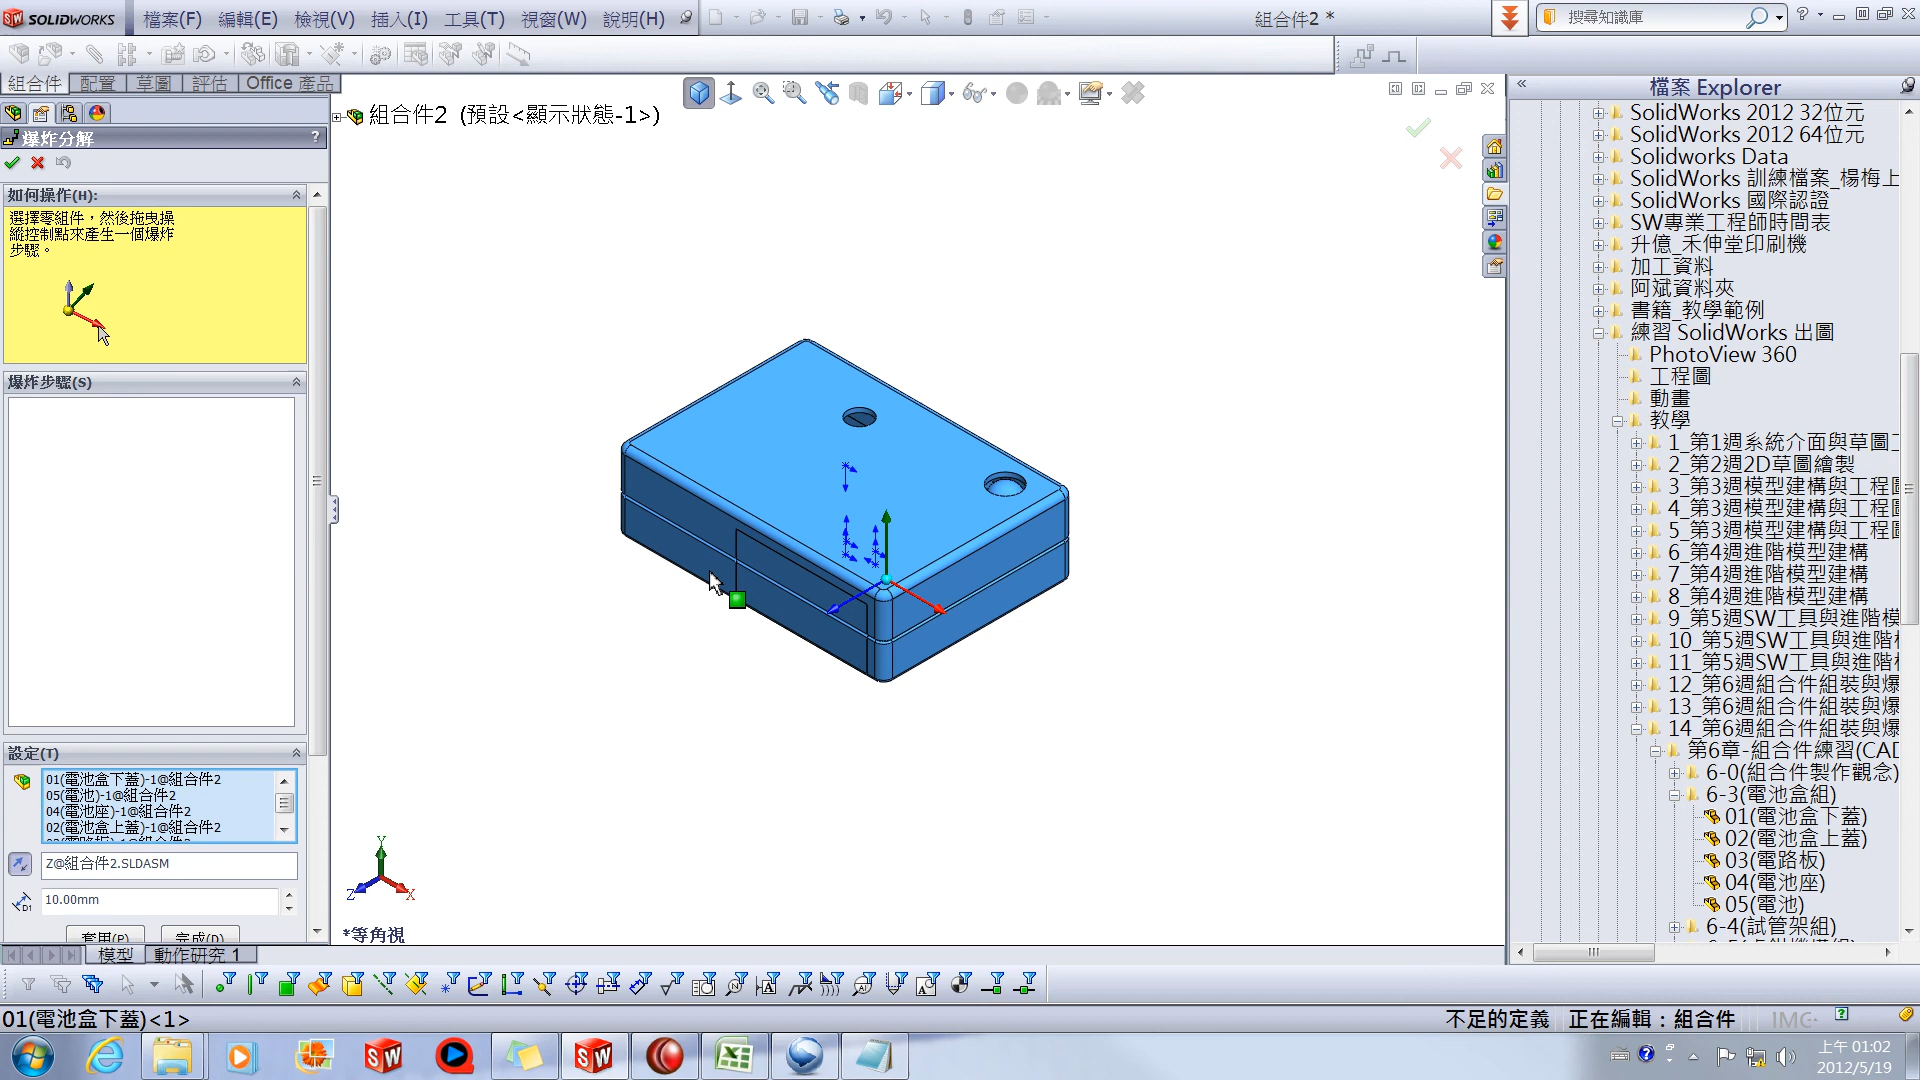 SOLIDWORKS 檔案(F) 編輯(E) 檢視(V) 插入(I) 工具(T) 視窗(W) 說明(H) 組合件2 * 搜尋知識庫
組合件 配置 草圖 評估 Office 產品
檔案 Explorer
組合件2 (預設<顯示狀態-1>)
爆炸分解 ?
如何操作(H):
選擇零組件，然後拖曳操
縱控制點來產生一個爆炸
步驟。
爆炸步驟(S)
設定(T)
01(電池盒下蓋)-1@組合件2
05(電池)-1@組合件2
04(電池座)-1@組合件2
02(電池盒上蓋)-1@組合件2
Z@組合件2.SLDASM
10.00mm
套用(P) 完成(D)
Y
Z
X
*等角視
模型 動作研究 1
SolidWorks 2012 32位元
SolidWorks 2012 64位元
Solidworks Data
SolidWorks 訓練檔案_楊梅上
SolidWorks 國際認證
SW專業工程師時間表
升億_禾伸堂印刷機
加工資料
阿斌資料夾
書籍_教學範例
練習 SolidWorks 出圖
PhotoView 360
工程圖
動畫
教學
1_第1週系統介面與草圖工
2_第2週2D草圖繪製
3_第3週模型建構與工程圖
4_第3週模型建構與工程圖
5_第3週模型建構與工程圖
6_第4週進階模型建構
7_第4週進階模型建構
8_第4週進階模型建構
9_第5週SW工具與進階模
10_第5週SW工具與進階模
11_第5週SW工具與進階模
12_第6週組合件組裝與爆
13_第6週組合件組裝與爆
14_第6週組合件組裝與爆
第6章-組合件練習(CAD
6-0(組合件製作觀念)
6-3(電池盒組)
01(電池盒下蓋)
02(電池盒上蓋)
03(電路板)
04(電池座)
05(電池)
6-4(試管架組)
01(電池盒下蓋)<1>
不足的定義 正在編輯：組合件
上午 01:02
2012/5/19